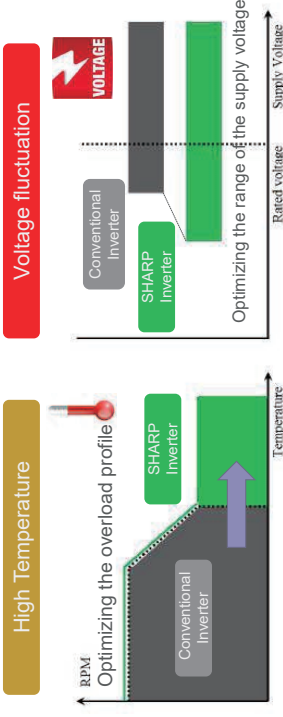 High Temperature
RPM
Optimizing the overload profile
SHARP
Inverter
Conventional
Inverter
Temperature
Voltage fluctuation
VOLTAGE
Conventional
Inverter
SHARP
Inverter
Optimizing the range of the supply voltage
Rated voltage
Supply Voltage